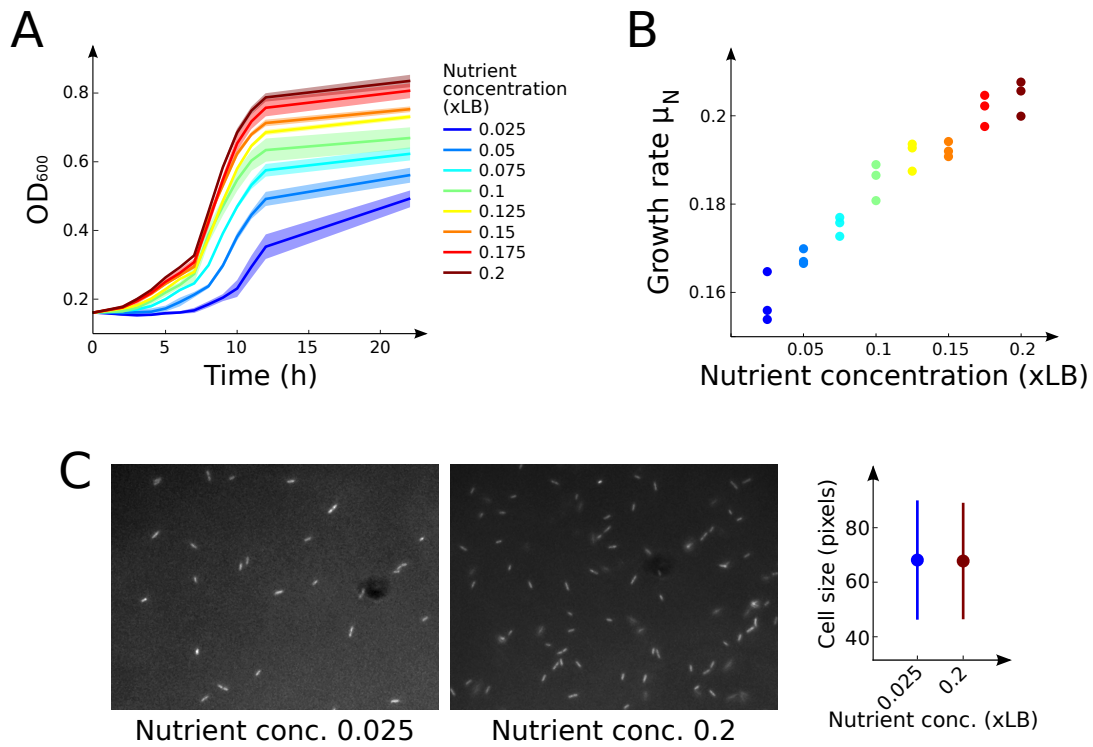 A
B
Nutrient
concentration
(xLB)
0.025
0.05
0.075
0.1
0.125
0.15
0.175
0.2
OD600
0.8
0.6
0.4
0.2
0
5
10
15
20
Time (h)
Growth rate μN
0.2
0.18
0.16
0.05
0.1
0.15
0.2
Nutrient concentration (xLB)
C
Nutrient conc. 0.025
Nutrient conc. 0.2
Cell size (pixels)
80
60
40
0.025
0.2
Nutrient conc. (xLB)